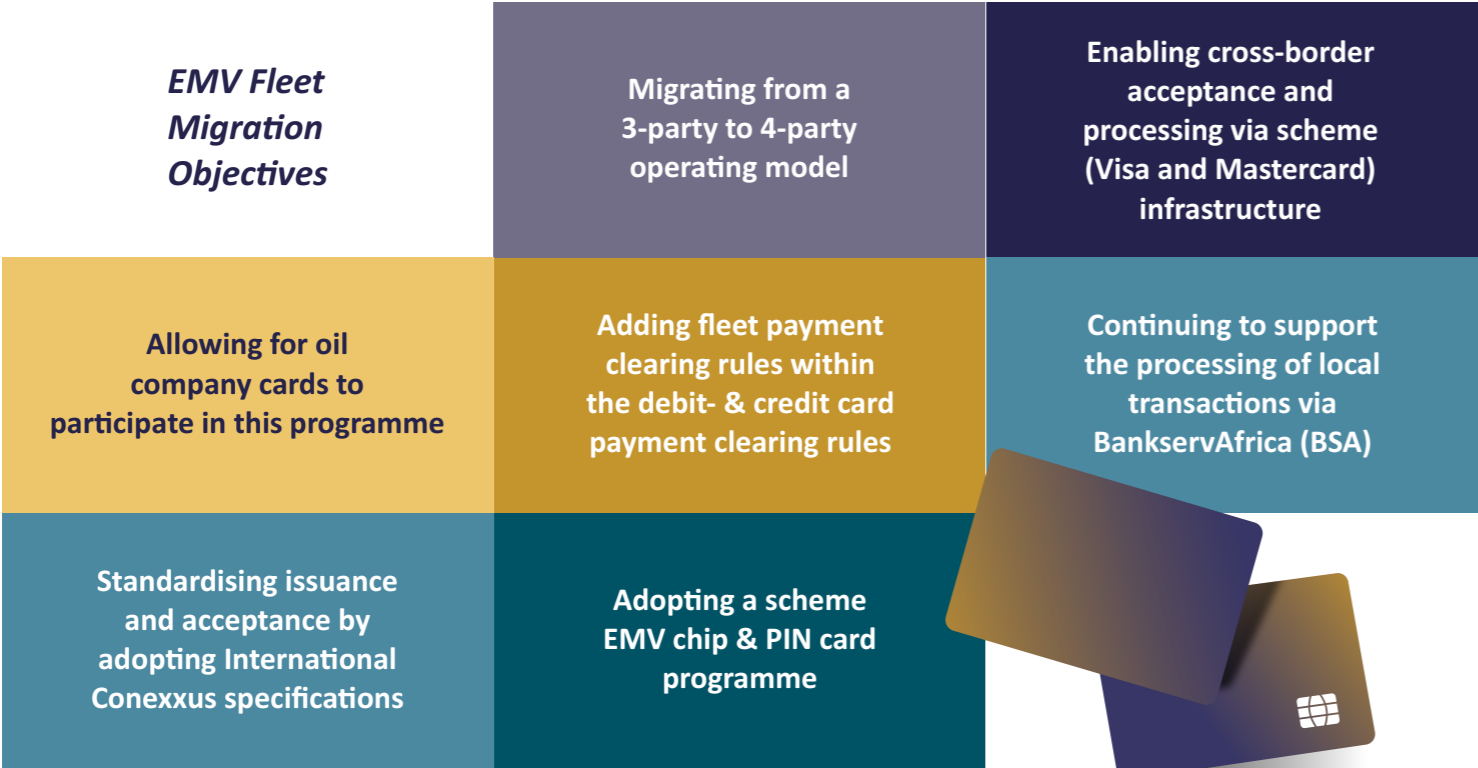 EMV Fleet
Migration
Objectives
Migrating from a
3-party to 4-party
operating model
Enabling cross-border
acceptance and
processing via scheme
(Visa and Mastercard)
infrastructure
Allowing for oil
company cards to
participate in this programme
Adding fleet payment
clearing rules within
the debit- & credit card
payment clearing rules
Continuing to support
the processing of local
transactions via
BankservAfrica (BSA)
Standardising issuance
and acceptance by
adopting International
Conexxus specifications
Adopting a scheme
EMV chip & PIN card
programme